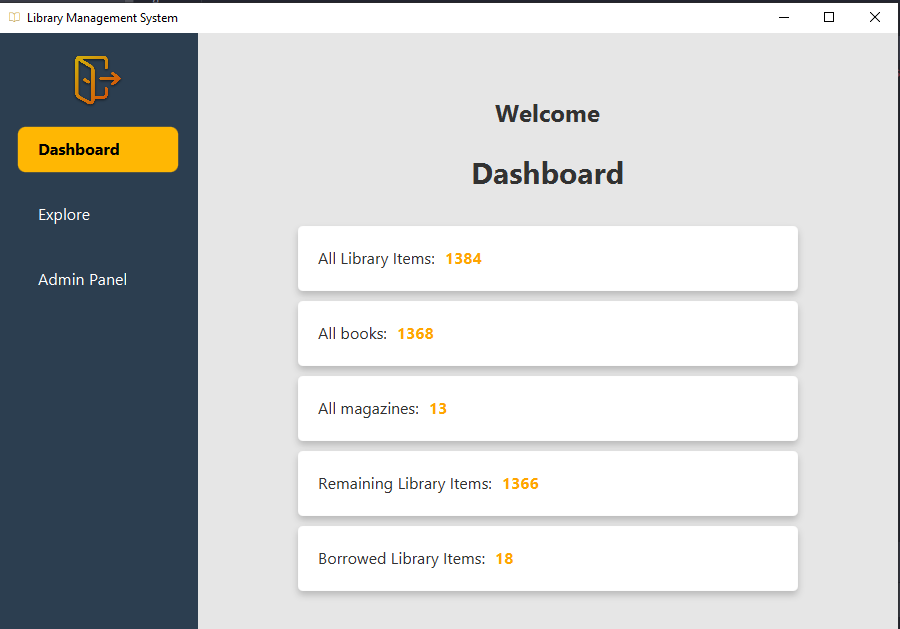 Library Management System
Dashboard
Explore
Admin Panel
Welcome
Dashboard
All Library Items: 1384
All books: 1368
All magazines: 13
Remaining Library Items: 1366
Borrowed Library Items: 18